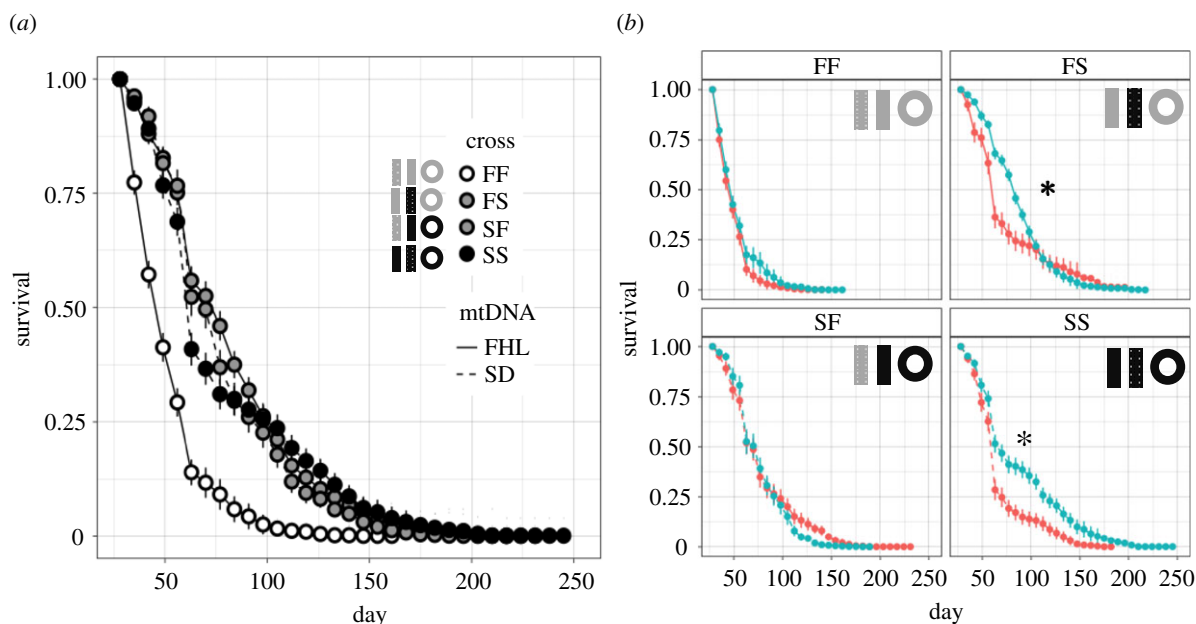 (a)
1.00
0.75
0.50
0.25
0
survival
50 100 150 200 250
day
cross
FF
FS
SF
SS
mtDNA
FHL
SD
(b)
FF FS
1.00
0.75
0.50
0.25
0
*
SF SS
1.00
0.75
0.50
0.25
0
*
survival
50 100 150 200 250 50 100 150 200 250
day